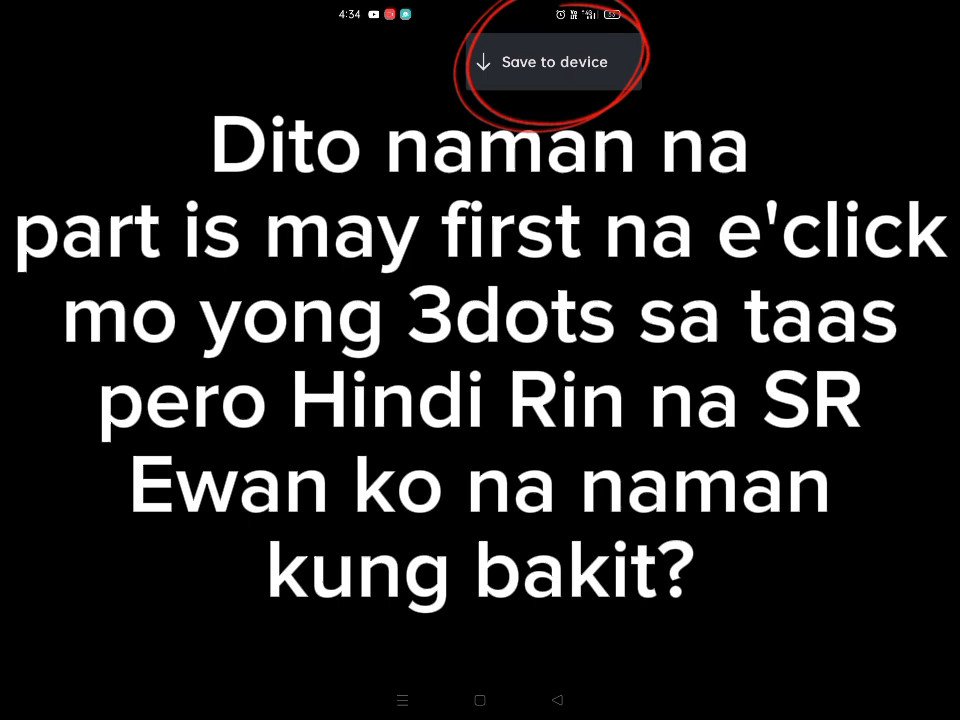 4:34
Save to device
Dito naman na
part is may first na e'click
mo yong 3dots sa taas
pero Hindi Rin na SR
Ewan ko na naman
kung bakit?